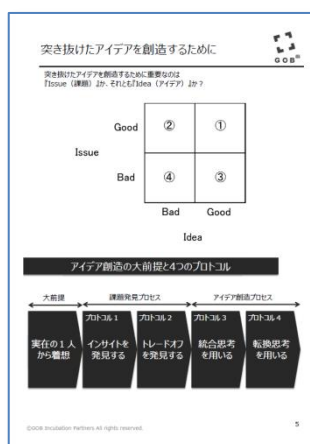 突き抜けたアイデアを創造するために
GOB
突き抜けたアイデアを創造するために重要なのは
『Issue（課題）』か、それとも『Idea（アイデア）』か？
Good ② ①
Issue
Bad ④ ③
Bad Good
Idea
アイデア創造の大前提と4つのプロトコル
大前提 課題発見プロセス アイデア創造プロセス
プロトコル1 プロトコル2 プロトコル3 プロトコル4
実在の1人 インサイトを トレードオフ 統合思考 転換思考
から着想 発見する を発見する を用いる を用いる
©GOB Incubation Partners All rights reserved. 5